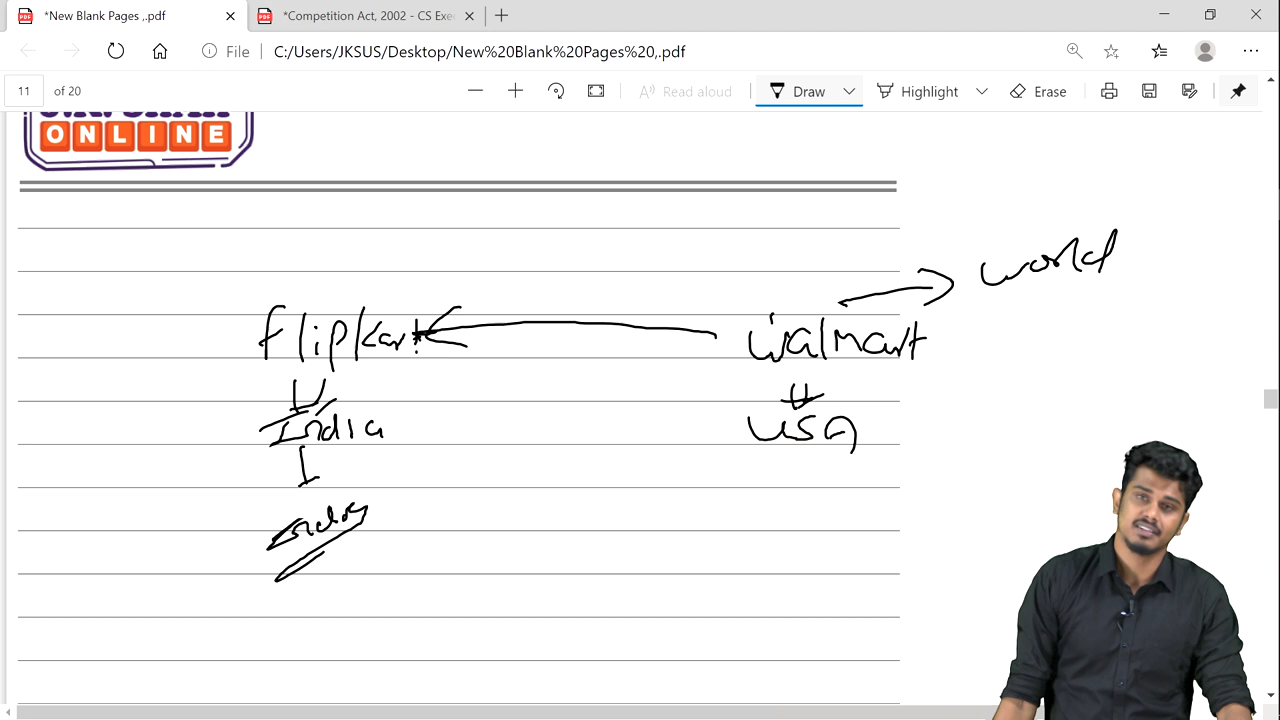 *New Blank Pages ,.pdf
*Competition Act, 2002 - CS Exe
File
C:/Users/JKSUS/Desktop/New%20Blank%20Pages%20,.pdf
11 of 20
Read aloud
Draw
Highlight
Erase
ONLINE
world
flipkart
Walmart
India
USA